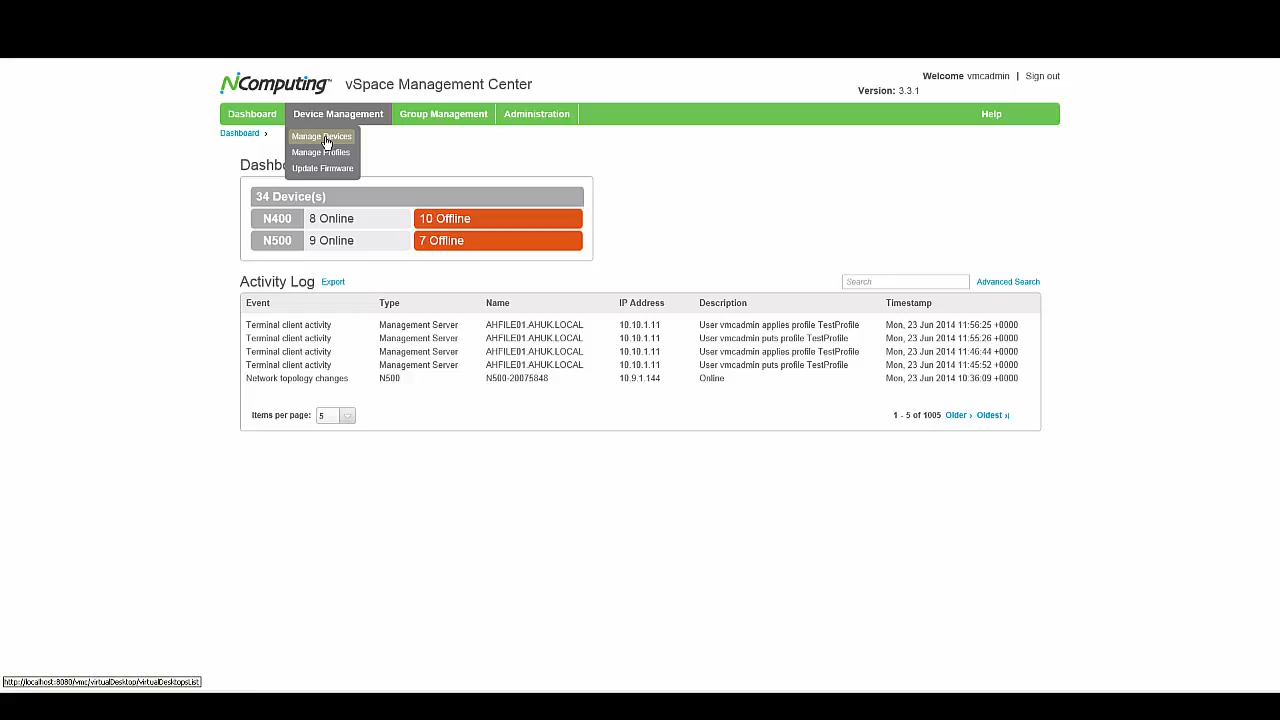 NComputing™ vSpace Management Center
Welcome vmcadmin | Sign out
Version: 3.3.1
Dashboard Device Management Group Management Administration Help
Dashboard ›
Manage Devices
Manage Profiles
Update Firmware
Dashb
34 Device(s)
N400 8 Online 10 Offline
N500 9 Online 7 Offline
Activity Log Export Search Advanced Search
Event Type Name IP Address Description Timestamp
Terminal client activity Management Server AHFILE01.AHUK.LOCAL 10.10.1.11 User vmcadmin applies profile TestProfile Mon, 23 Jun 2014 11:56:25 +0000
Terminal client activity Management Server AHFILE01.AHUK.LOCAL 10.10.1.11 User vmcadmin puts profile TestProfile Mon, 23 Jun 2014 11:55:26 +0000
Terminal client activity Management Server AHFILE01.AHUK.LOCAL 10.10.1.11 User vmcadmin applies profile TestProfile Mon, 23 Jun 2014 11:46:44 +0000
Terminal client activity Management Server AHFILE01.AHUK.LOCAL 10.10.1.11 User vmcadmin puts profile TestProfile Mon, 23 Jun 2014 11:45:52 +0000
Network topology changes N500 N500-20075848 10.9.1.144 Online Mon, 23 Jun 2014 10:36:09 +0000
Items per page: 5 1 - 5 of 1005 Older › Oldest ›|
http://localhost:8080/vmc/virtualDesktop/virtualDesktopsList